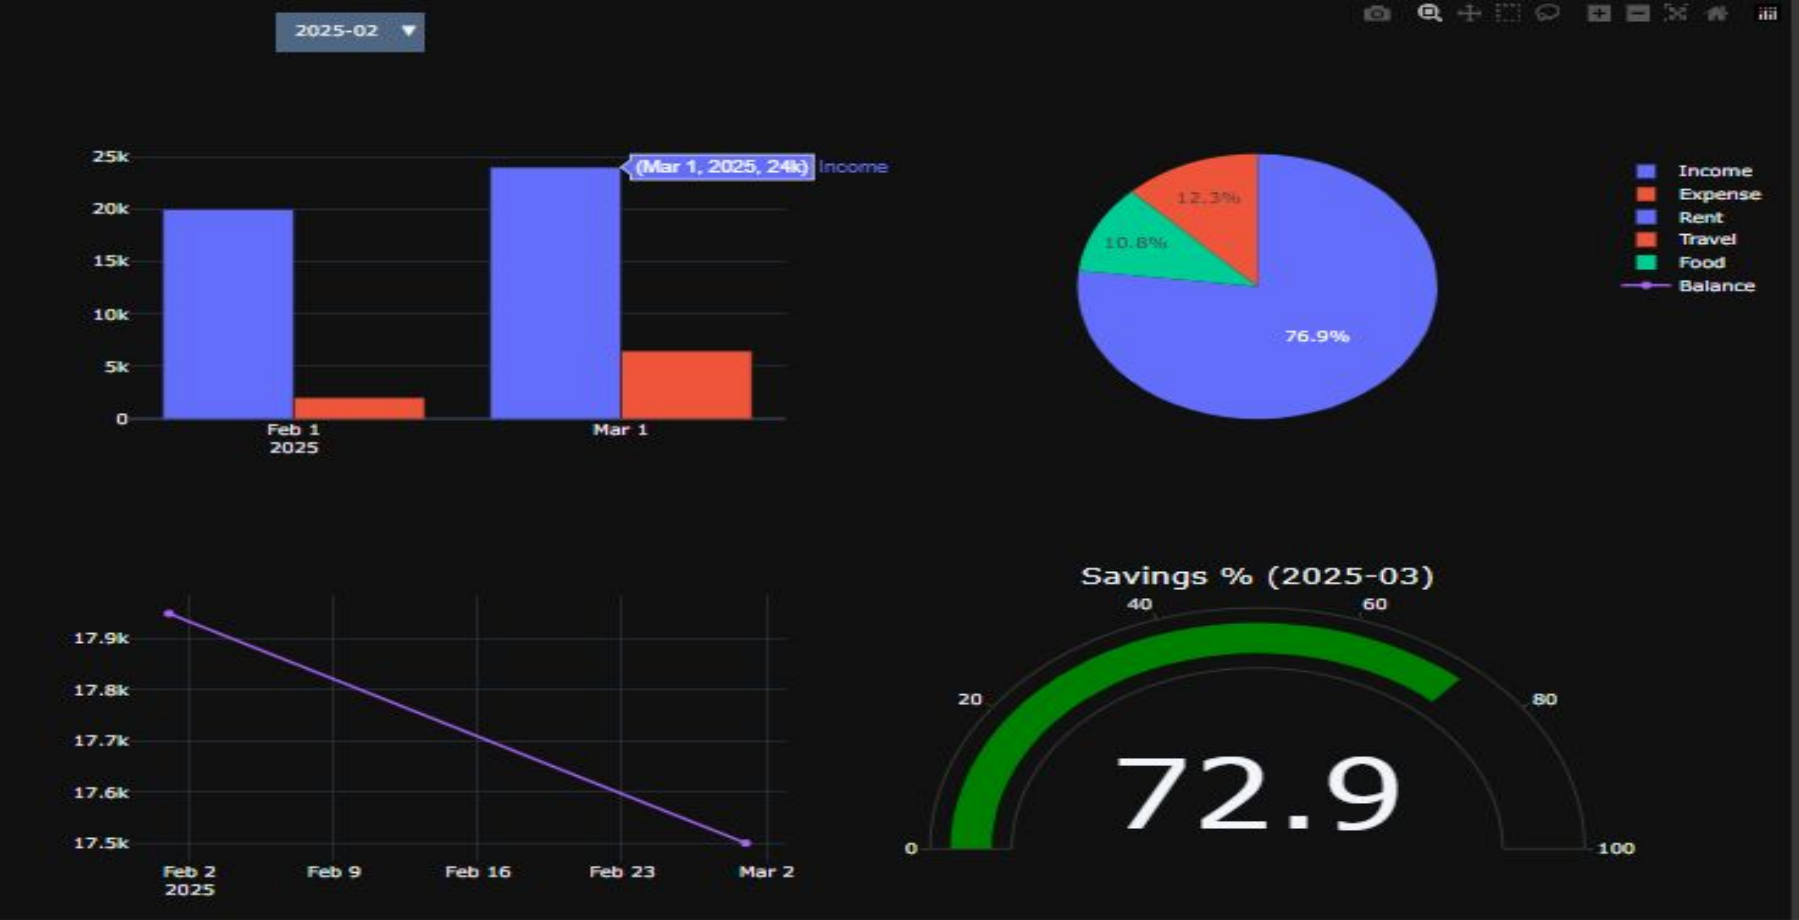 2025-02 ▼
25k
20k
15k
10k
5k
0
(Mar 1, 2025, 24k) Income
Feb 1
2025
Mar 1
12.3%
10.8%
76.9%
Income
Expense
Rent
Travel
Food
Balance
17.9k
17.8k
17.7k
17.6k
17.5k
Feb 2
2025
Feb 9
Feb 16
Feb 23
Mar 2
Savings % (2025-03)
0
20
40
60
80
100
72.9